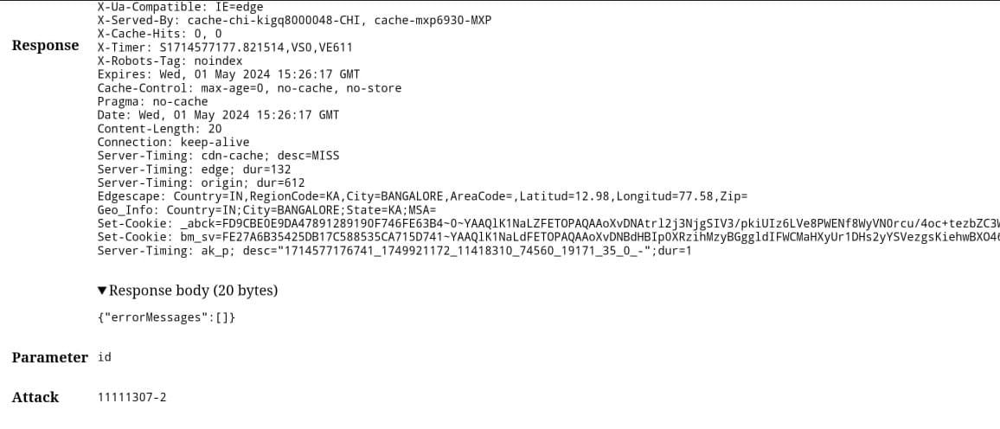 X-Ua-Compatible: IE=edge
X-Served-By: cache-chi-kigq8000048-CHI, cache-mxp6930-MXP
X-Cache-Hits: 0, 0
Response
X-Timer: S1714577177.821514,VS0,VE611
X-Robots-Tag: noindex
Expires: Wed, 01 May 2024 15:26:17 GMT
Cache-Control: max-age=0, no-cache, no-store
Pragma: no-cache
Date: Wed, 01 May 2024 15:26:17 GMT
Content-Length: 20
Connection: keep-alive
Server-Timing: cdn-cache; desc=MISS
Server-Timing: edge; dur=132
Server-Timing: origin; dur=612
Edgescape: Country=IN,RegionCode=KA,City=BANGALORE,AreaCode=,Latitud=12.98,Longitud=77.58,Zip=
Geo_Info: Country=IN;City=BANGALORE;State=KA;MSA=
Set-Cookie: _abck=FD9CBE0E9DA47891289190F746FE63B4~0~YAAQlK1NaLZFETOPAQAAoXvDNAtrl2j3NjgSIV3/pkiUIz6LVe8PWENf8WyVN0rcu/4oc+tezbZC3W
Set-Cookie: bm_sv=FE27A6B35425DB17C588535CA715D741~YAAQlK1NaLdFETOPAQAAoXvDNBdHBIpOXRzihMzyBGggldIFWCMaHXyUr1DHs2yYSVezgsKiehwBXO46
Server-Timing: ak_p; desc="1714577176741_1749921172_11418310_74560_19171_35_0_-";dur=1
▼Response body (20 bytes)
{"errorMessages":[]}
Parameter id
Attack 11111307-2